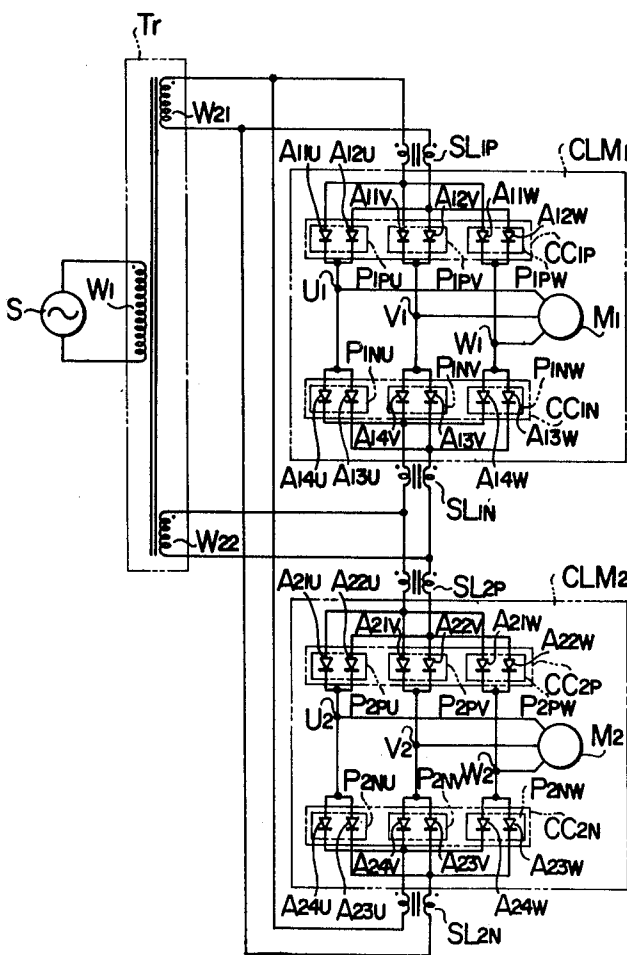 Tr
W21
SL1P
CLM1
A11U A12U
A11V A12V A11W
A12W
CC1P
P1PU P1PV P1PW
W1
S
U1
V1
W1
M1
P1NU P1NV P1NW
CC1N
A14U A13U A14V A13V A14W A13W
SL1N
W22
SL2P
CLM2
A21U A22U
A21V A22V A21W
A22W
CC2P
P2PU P2PV P2PW
U2
V2
W2
M2
P2NU P2NV P2NW
CC2N
A24U A23U A24V A23V A24W A23W
SL2N